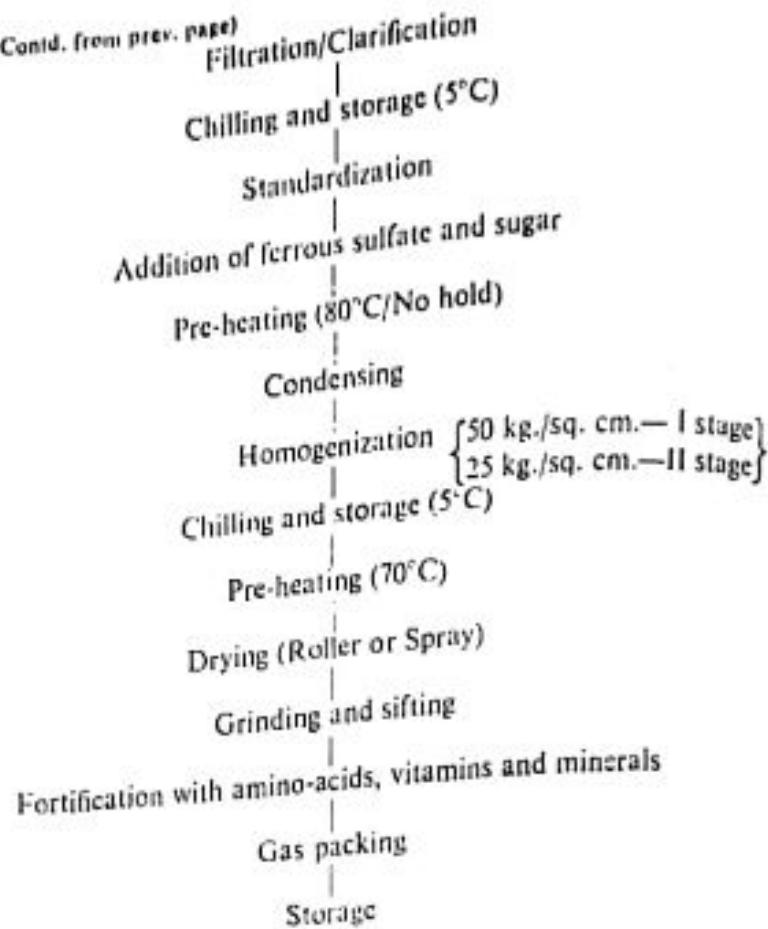 Contd. from prev. page)
Filtration/Clarification
Chilling and storage (5°C)
Standardization
Addition of ferrous sulfate and sugar
Pre-heating (80°C/No hold)
Condensing
Homogenization {50 kg./sq. cm.— I stage}
{25 kg./sq. cm.—II stage}
Chilling and storage (5°C)
Pre-heating (70°C)
Drying (Roller or Spray)
Grinding and sifting
Fortification with amino-acids, vitamins and minerals
Gas packing
Storage